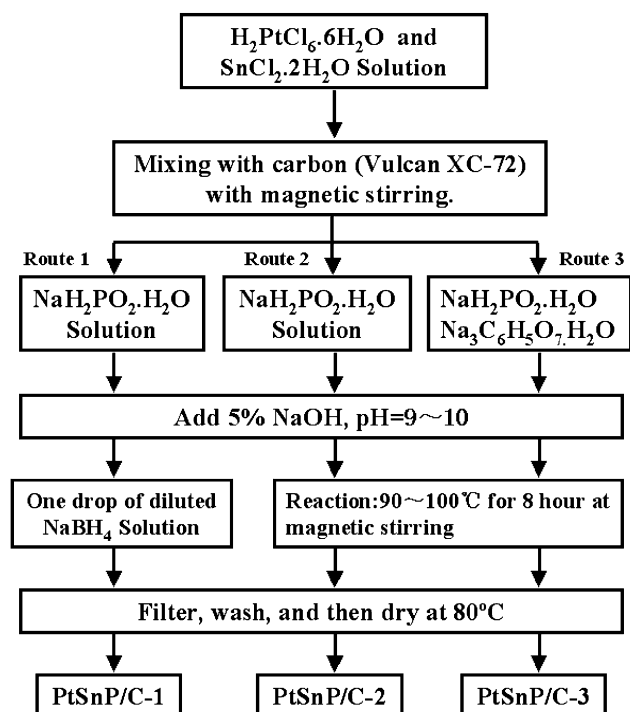 H₂PtCl₆.6H₂O and
SnCl₂.2H₂O Solution
Mixing with carbon (Vulcan XC-72)
with magnetic stirring.
Route 1
Route 2
Route 3
NaH₂PO₂.H₂O
Solution
NaH₂PO₂.H₂O
Solution
NaH₂PO₂.H₂O
Na₃C₆H₅O₇.H₂O
Add 5% NaOH, pH=9～10
One drop of diluted
NaBH₄ Solution
Reaction:90～100℃ for 8 hour at
magnetic stirring
Filter, wash, and then dry at 80ºC
PtSnP/C-1
PtSnP/C-2
PtSnP/C-3